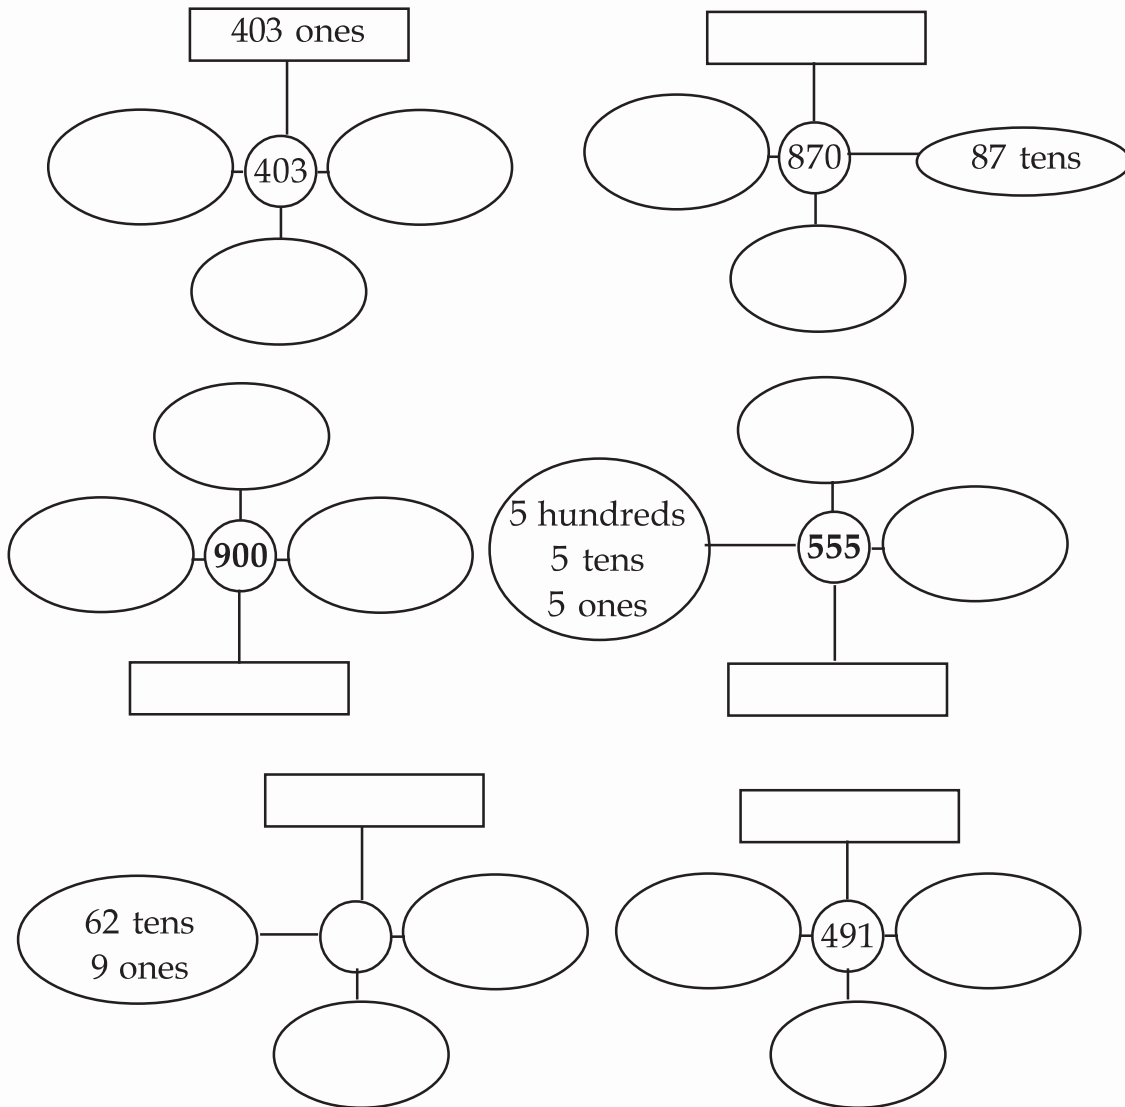 403 ones
403
870
87 tens
900
5 hundreds
5 tens
5 ones
555
62 tens
9 ones
491